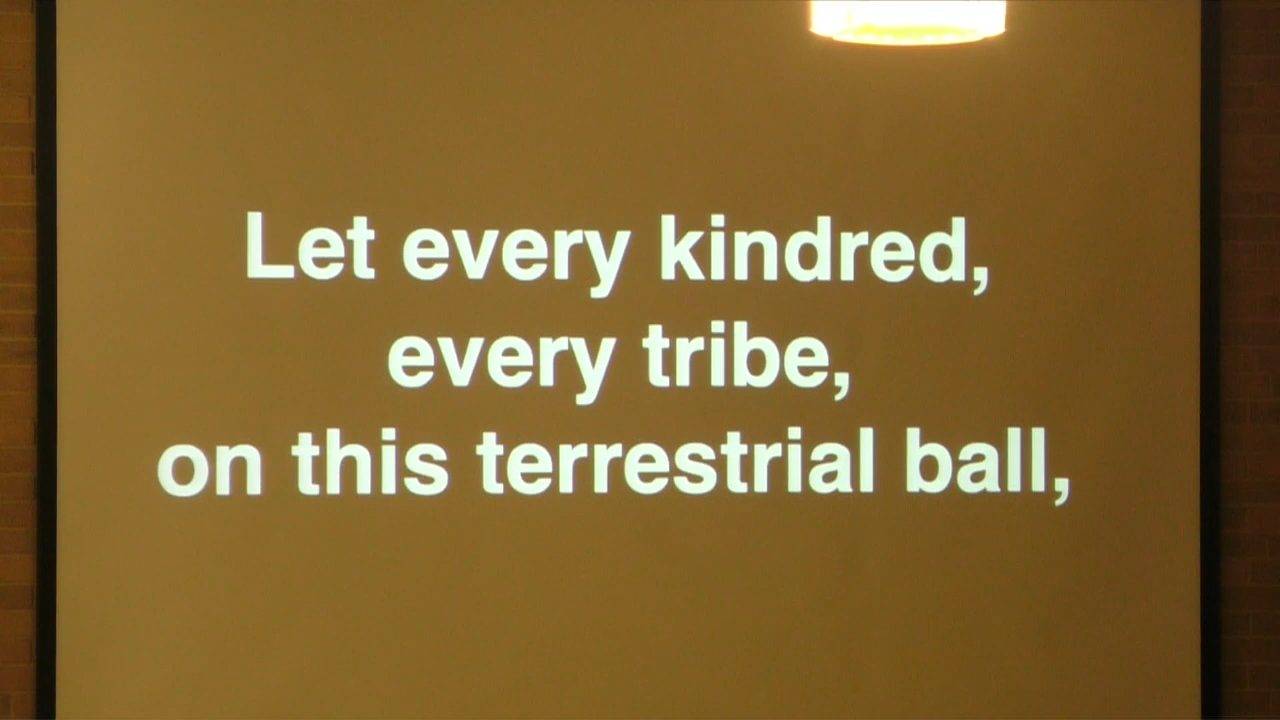 Let every kindred,
every tribe,
on this terrestrial ball,